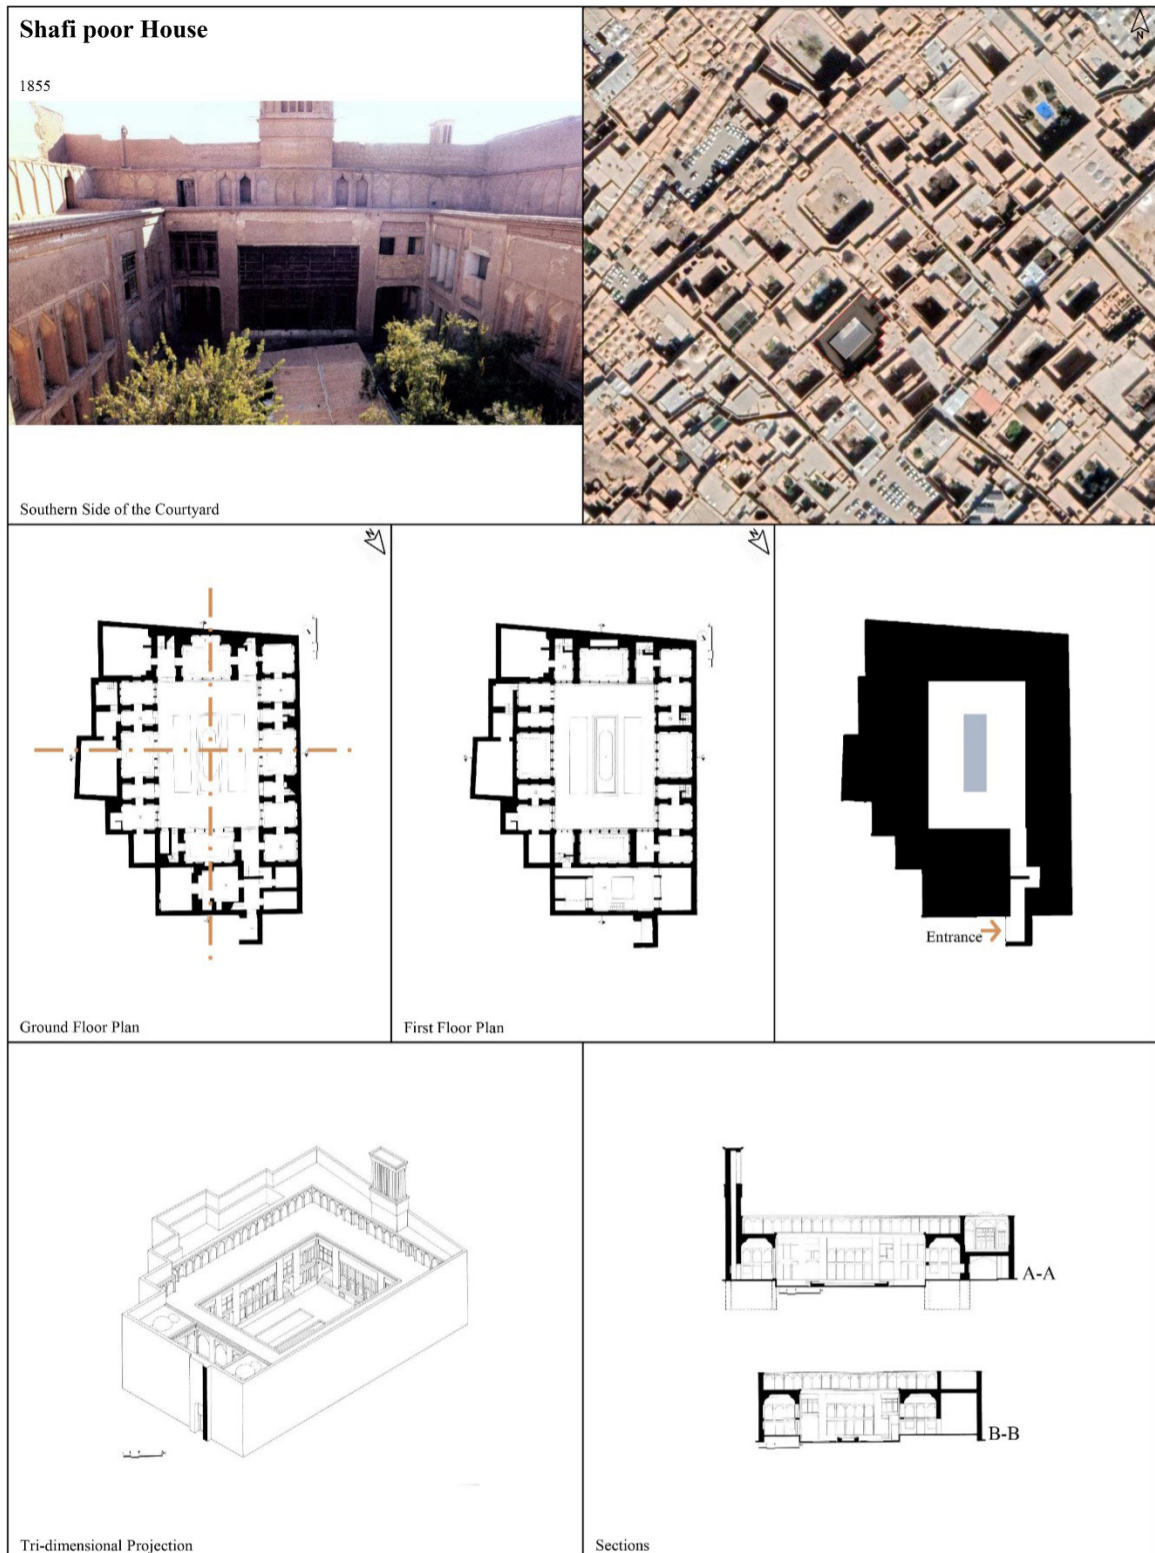 Shafi poor House
1855
N
Southern Side of the Courtyard
N
N
Entrance
Ground Floor Plan
First Floor Plan
A-A
B-B
Tri-dimensional Projection
Sections